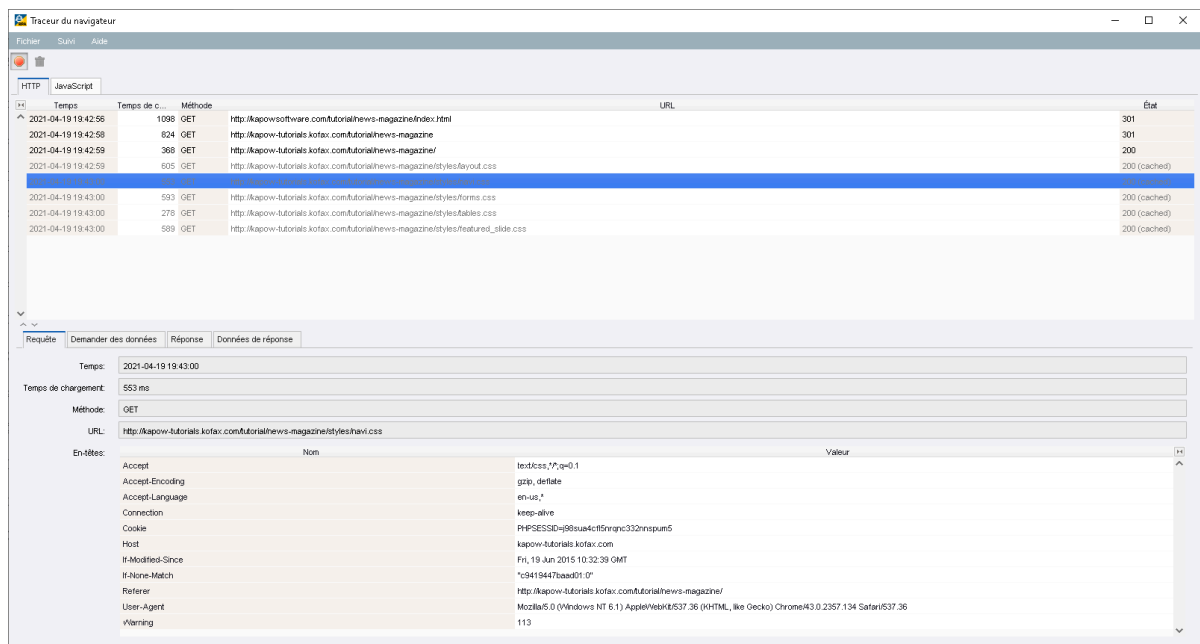 Traceur du navigateur
Fichier Suivi Aide
HTTP JavaScript
Temps Temps de c... Méthode URL État
2021-04-19 19:42:56 1098 GET http://kapowsoftware.com/tutorial/news-magazine/index.html 301
2021-04-19 19:42:58 824 GET http://kapow-tutorials.kofax.com/tutorial/news-magazine 301
2021-04-19 19:42:59 368 GET http://kapow-tutorials.kofax.com/tutorial/news-magazine/ 200
2021-04-19 19:42:59 605 GET http://kapow-tutorials.kofax.com/tutorial/news-magazine/styles/layout.css 200 (cached)
2021-04-19 19:43:00 593 GET http://kapow-tutorials.kofax.com/tutorial/news-magazine/styles/forms.css 200 (cached)
2021-04-19 19:43:00 278 GET http://kapow-tutorials.kofax.com/tutorial/news-magazine/styles/tables.css 200 (cached)
2021-04-19 19:43:00 589 GET http://kapow-tutorials.kofax.com/tutorial/news-magazine/styles/featured_slide.css 200 (cached)
Requête Demander des données Réponse Données de réponse
Temps: 2021-04-19 19:43:00
Temps de chargement: 553 ms
Méthode: GET
URL: http://kapow-tutorials.kofax.com/tutorial/news-magazine/styles/navi.css
En-têtes: Nom Valeur
Accept text/css,*/*;q=0.1
Accept-Encoding gzip, deflate
Accept-Language en-us,*
Connection keep-alive
Cookie PHPSESSID=j98sua4cfl5nrqnc332nnspum5
Host kapow-tutorials.kofax.com
If-Modified-Since Fri, 19 Jun 2015 10:32:39 GMT
If-None-Match "c9419447baad01:0"
Referer http://kapow-tutorials.kofax.com/tutorial/news-magazine/
User-Agent Mozilla/5.0 (Windows NT 6.1) AppleWebKit/537.36 (KHTML, like Gecko) Chrome/43.0.2357.134 Safari/537.36
Warning 113